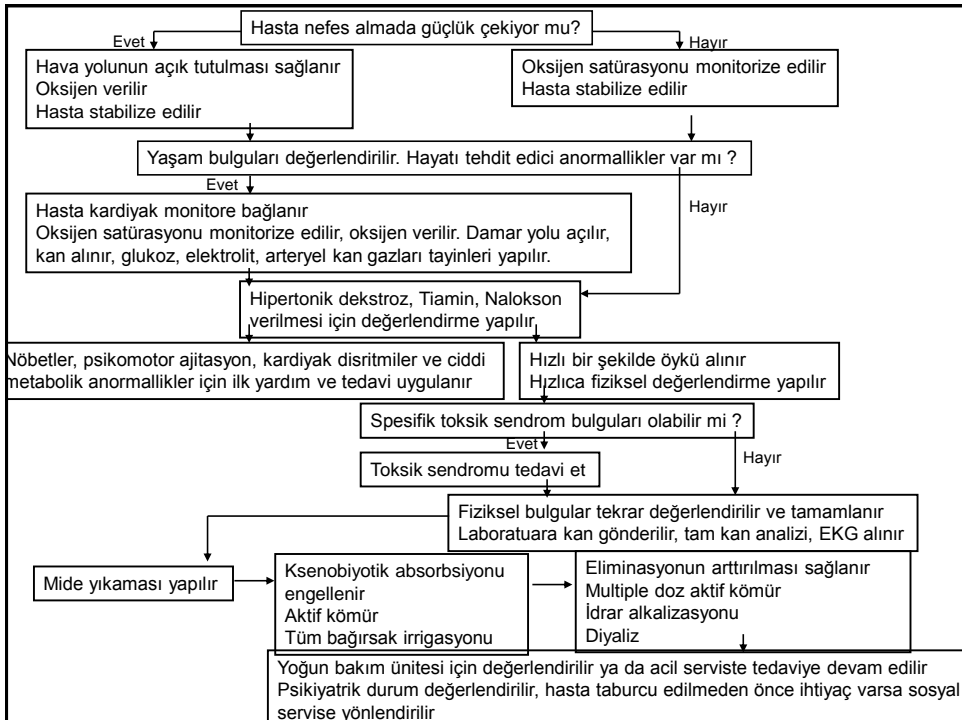 Hasta nefes almada güçlük çekiyor mu?
Evet
Hayır
Hava yolunun açık tutulması sağlanır
Oksijen verilir
Hasta stabilize edilir
Oksijen satürasyonu monitorize edilir
Hasta stabilize edilir
Yaşam bulguları değerlendirilir. Hayatı tehdit edici anormallikler var mı ?
Evet
Hayır
Hasta kardiyak monitore bağlanır
Oksijen satürasyonu monitorize edilir, oksijen verilir. Damar yolu açılır,
kan alınır, glukoz, elektrolit, arteryel kan gazları tayinleri yapılır.
Hipertonik dekstroz, Tiamin, Nalokson
verilmesi için değerlendirme yapılır
Nöbetler, psikomotor ajitasyon, kardiyak disritmiler ve ciddi
metabolik anormallikler için ilk yardım ve tedavi uygulanır
Hızlı bir şekilde öykü alınır
Hızlıca fiziksel değerlendirme yapılır
Spesifik toksik sendrom bulguları olabilir mi ?
Evet
Hayır
Toksik sendromu tedavi et
Fiziksel bulgular tekrar değerlendirilir ve tamamlanır
Laboratuara kan gönderilir, tam kan analizi, EKG alınır
Mide yıkaması yapılır
Ksenobiyotik absorbsiyonu
engellenir
Aktif kömür
Tüm bağırsak irrigasyonu
Eliminasyonun arttırılması sağlanır
Multiple doz aktif kömür
İdrar alkalizasyonu
Diyaliz
Yoğun bakım ünitesi için değerlendirilir ya da acil serviste tedaviye devam edilir
Psikiyatrik durum değerlendirilir, hasta taburcu edilmeden önce ihtiyaç varsa sosyal
servise yönlendirilir